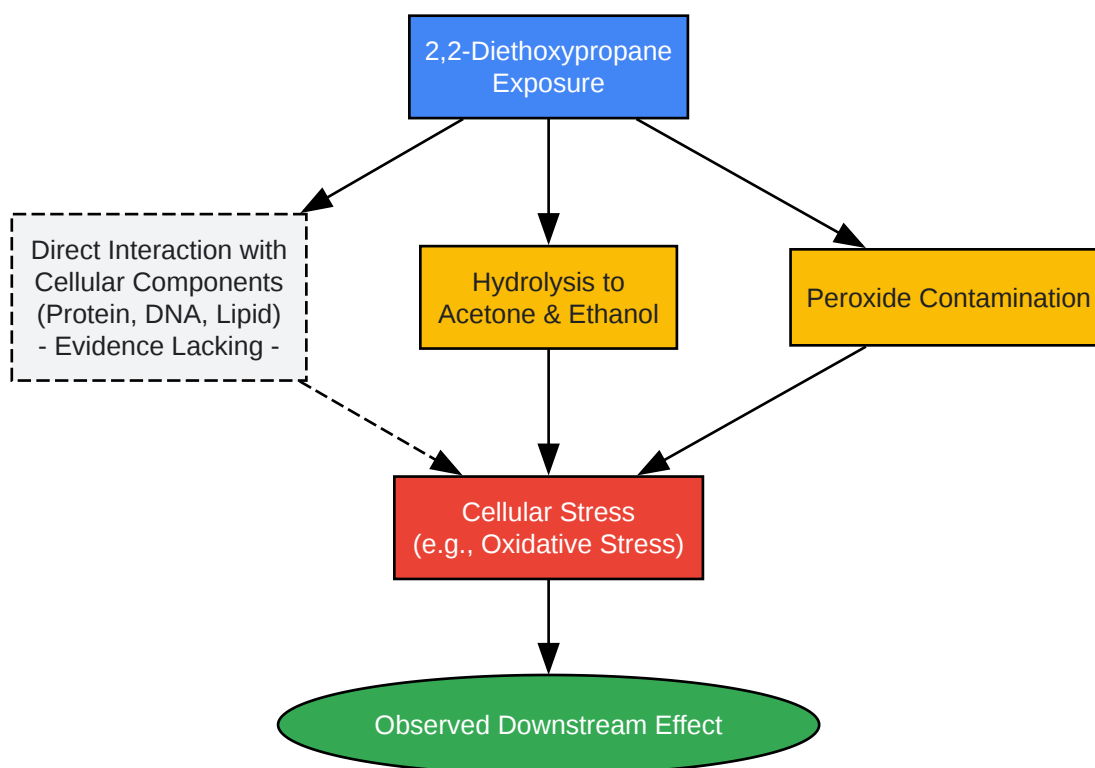 2,2-Diethoxypropane
Exposure
Direct Interaction with
Cellular Components
(Protein, DNA, Lipid)
- Evidence Lacking -
Hydrolysis to
Acetone & Ethanol
Peroxide Contamination
Cellular Stress
(e.g., Oxidative Stress)
Observed Downstream Effect